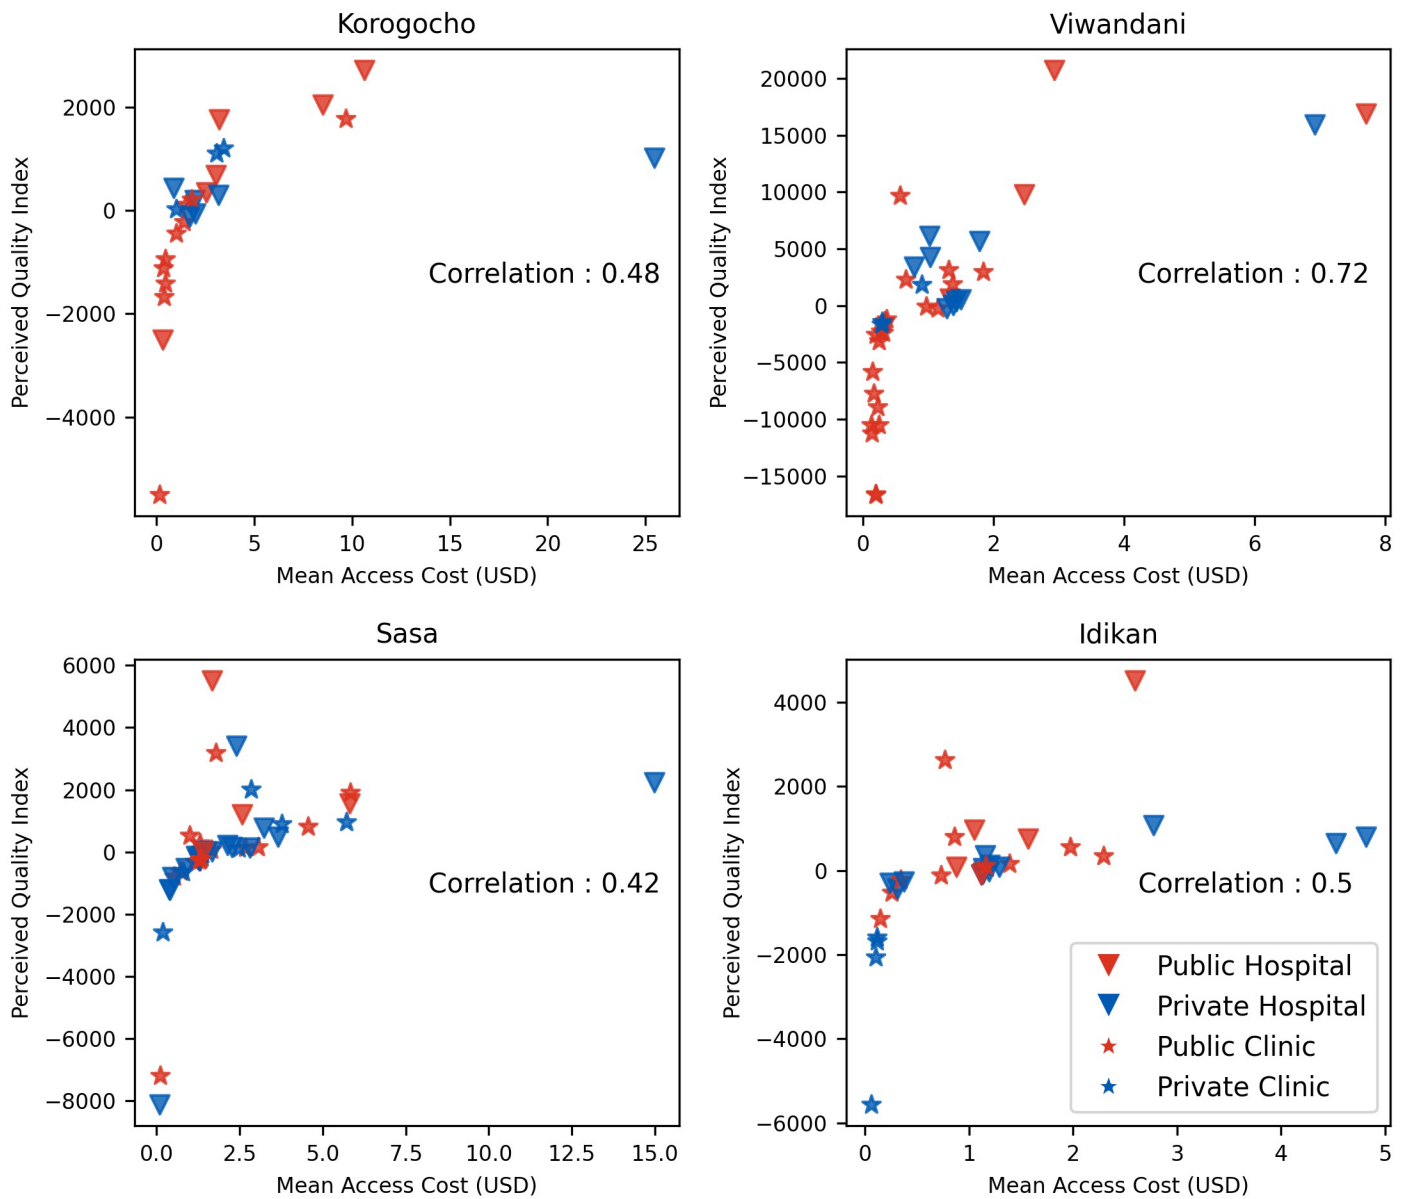 Korogocho
Perceived Quality Index
2000
0
−2000
−4000
Correlation : 0.48
0 5 10 15 20 25
Mean Access Cost (USD)
Viwandani
Perceived Quality Index
20000
15000
10000
5000
0
−5000
−10000
−15000
Correlation : 0.72
0 2 4 6 8
Mean Access Cost (USD)
Sasa
Perceived Quality Index
6000
4000
2000
0
−2000
−4000
−6000
−8000
Correlation : 0.42
0.0 2.5 5.0 7.5 10.0 12.5 15.0
Mean Access Cost (USD)
Idikan
Perceived Quality Index
4000
2000
0
−2000
−4000
−6000
Correlation : 0.5
Public Hospital
Private Hospital
Public Clinic
Private Clinic
0 1 2 3 4 5
Mean Access Cost (USD)